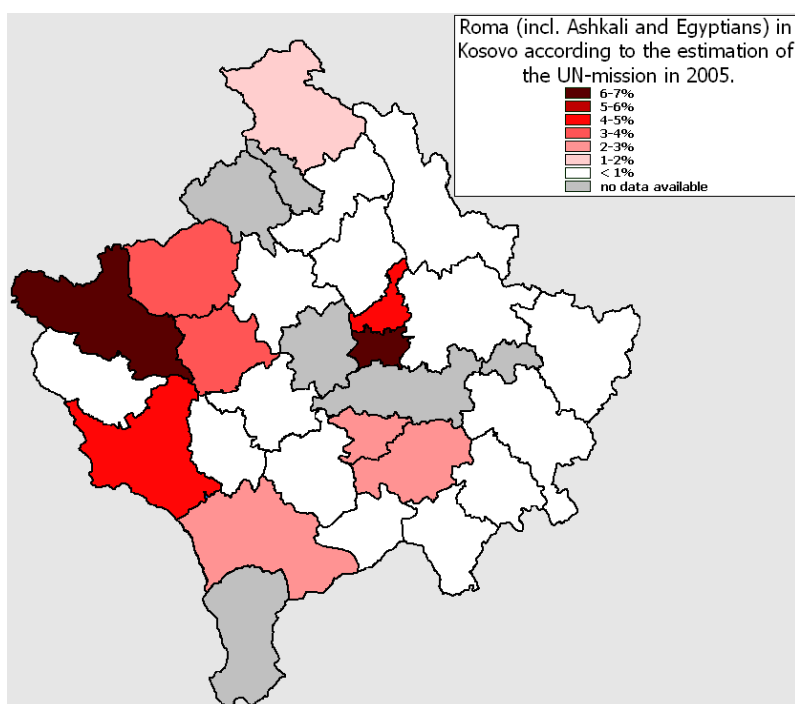 Roma (incl. Ashkali and Egyptians) in
Kosovo according to the estimation of
the UN-mission in 2005.
6-7%
5-6%
4-5%
3-4%
2-3%
1-2%
< 1%
no data available